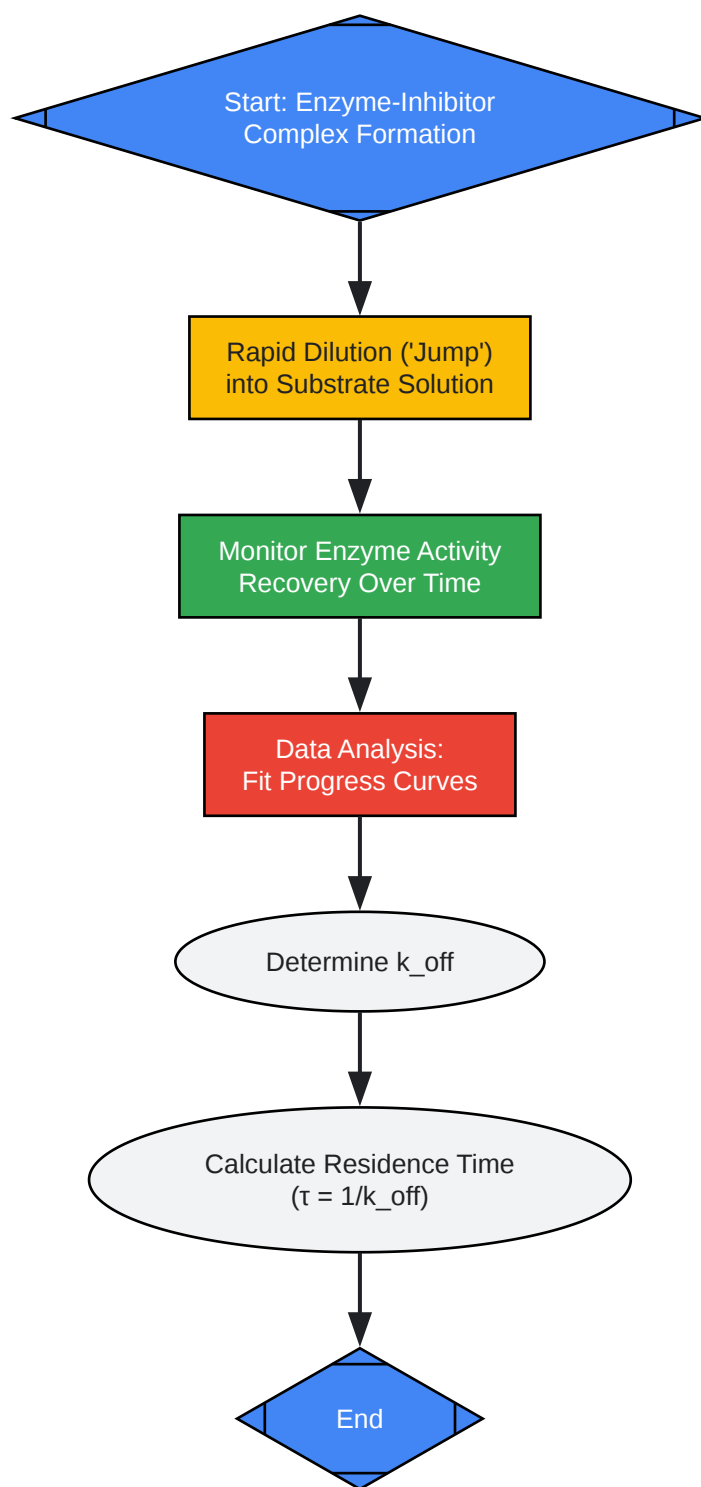 Start: Enzyme-Inhibitor
Complex Formation
Rapid Dilution ('Jump')
into Substrate Solution
Monitor Enzyme Activity
Recovery Over Time
Data Analysis:
Fit Progress Curves
Determine k_off
Calculate Residence Time
(τ = 1/k_off)
End